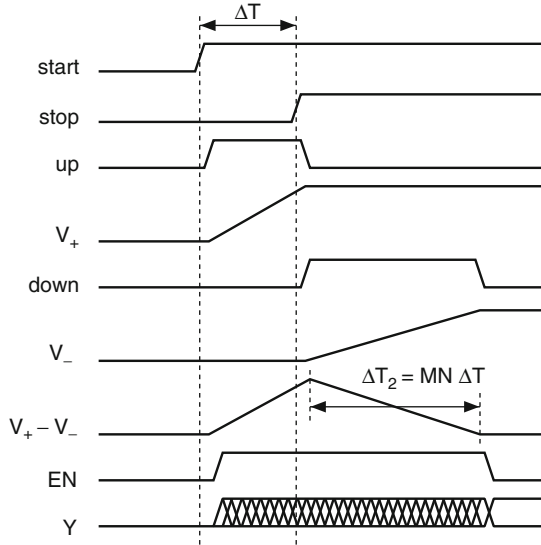 ΔT
start
stop
up
V₊
down
V₋
ΔT₂ = MN ΔT
V₊ – V₋
EN
Y